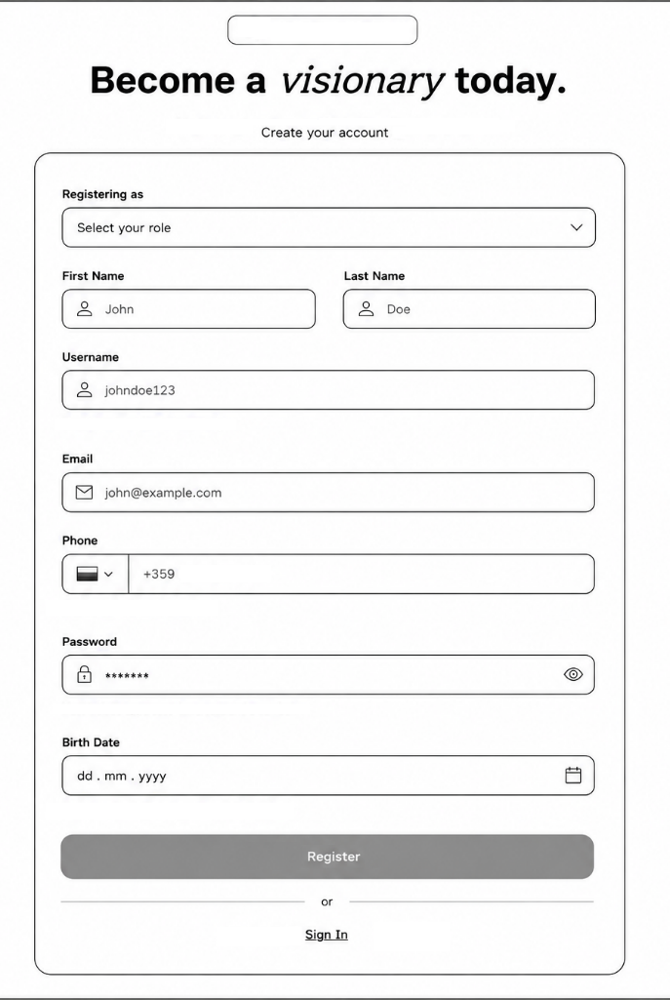 Become a visionary today.
Create your account
Registering as
Select your role
First Name
Last Name
John
Doe
Username
johndoe123
Email
john@example.com
Phone
+359
Password
*******
Birth Date
dd . mm . yyyy
Register
or
Sign In